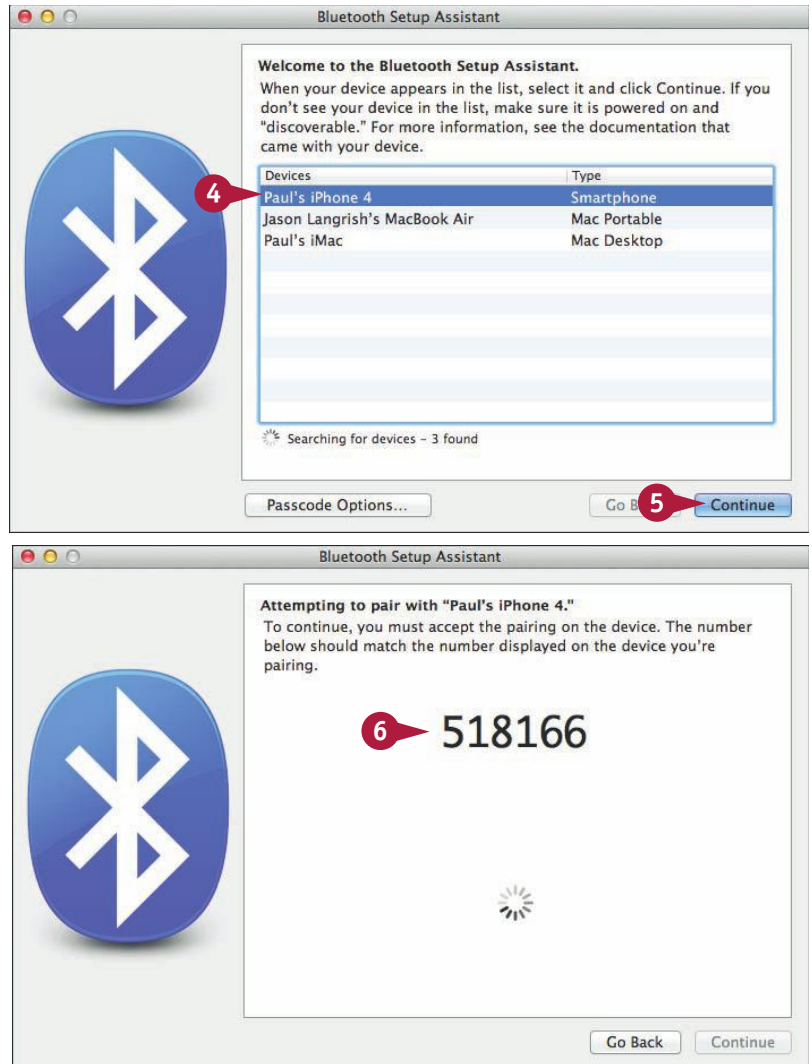 Bluetooth Setup Assistant
Welcome to the Bluetooth Setup Assistant.
When your device appears in the list, select it and click Continue. If you
don't see your device in the list, make sure it is powered on and
"discoverable." For more information, see the documentation that
came with your device.
Devices Type
4 Paul's iPhone 4 Smartphone
Jason Langrish's MacBook Air Mac Portable
Paul's iMac Mac Desktop
Searching for devices – 3 found
Passcode Options... Go B 5 Continue
Bluetooth Setup Assistant
Attempting to pair with "Paul's iPhone 4."
To continue, you must accept the pairing on the device. The number
below should match the number displayed on the device you're
pairing.
6 518166
Go Back Continue